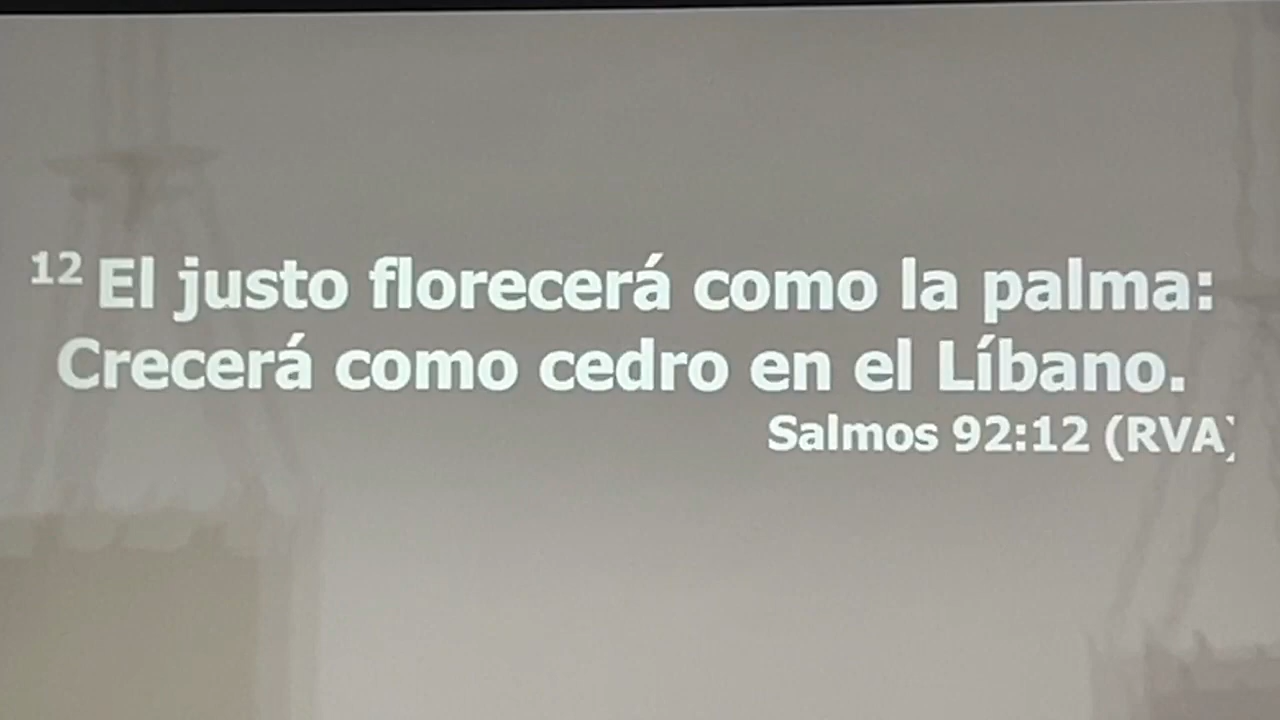 12 El justo florecerá como la palma:
Crecerá como cedro en el Líbano.
Salmos 92:12 (RVA)